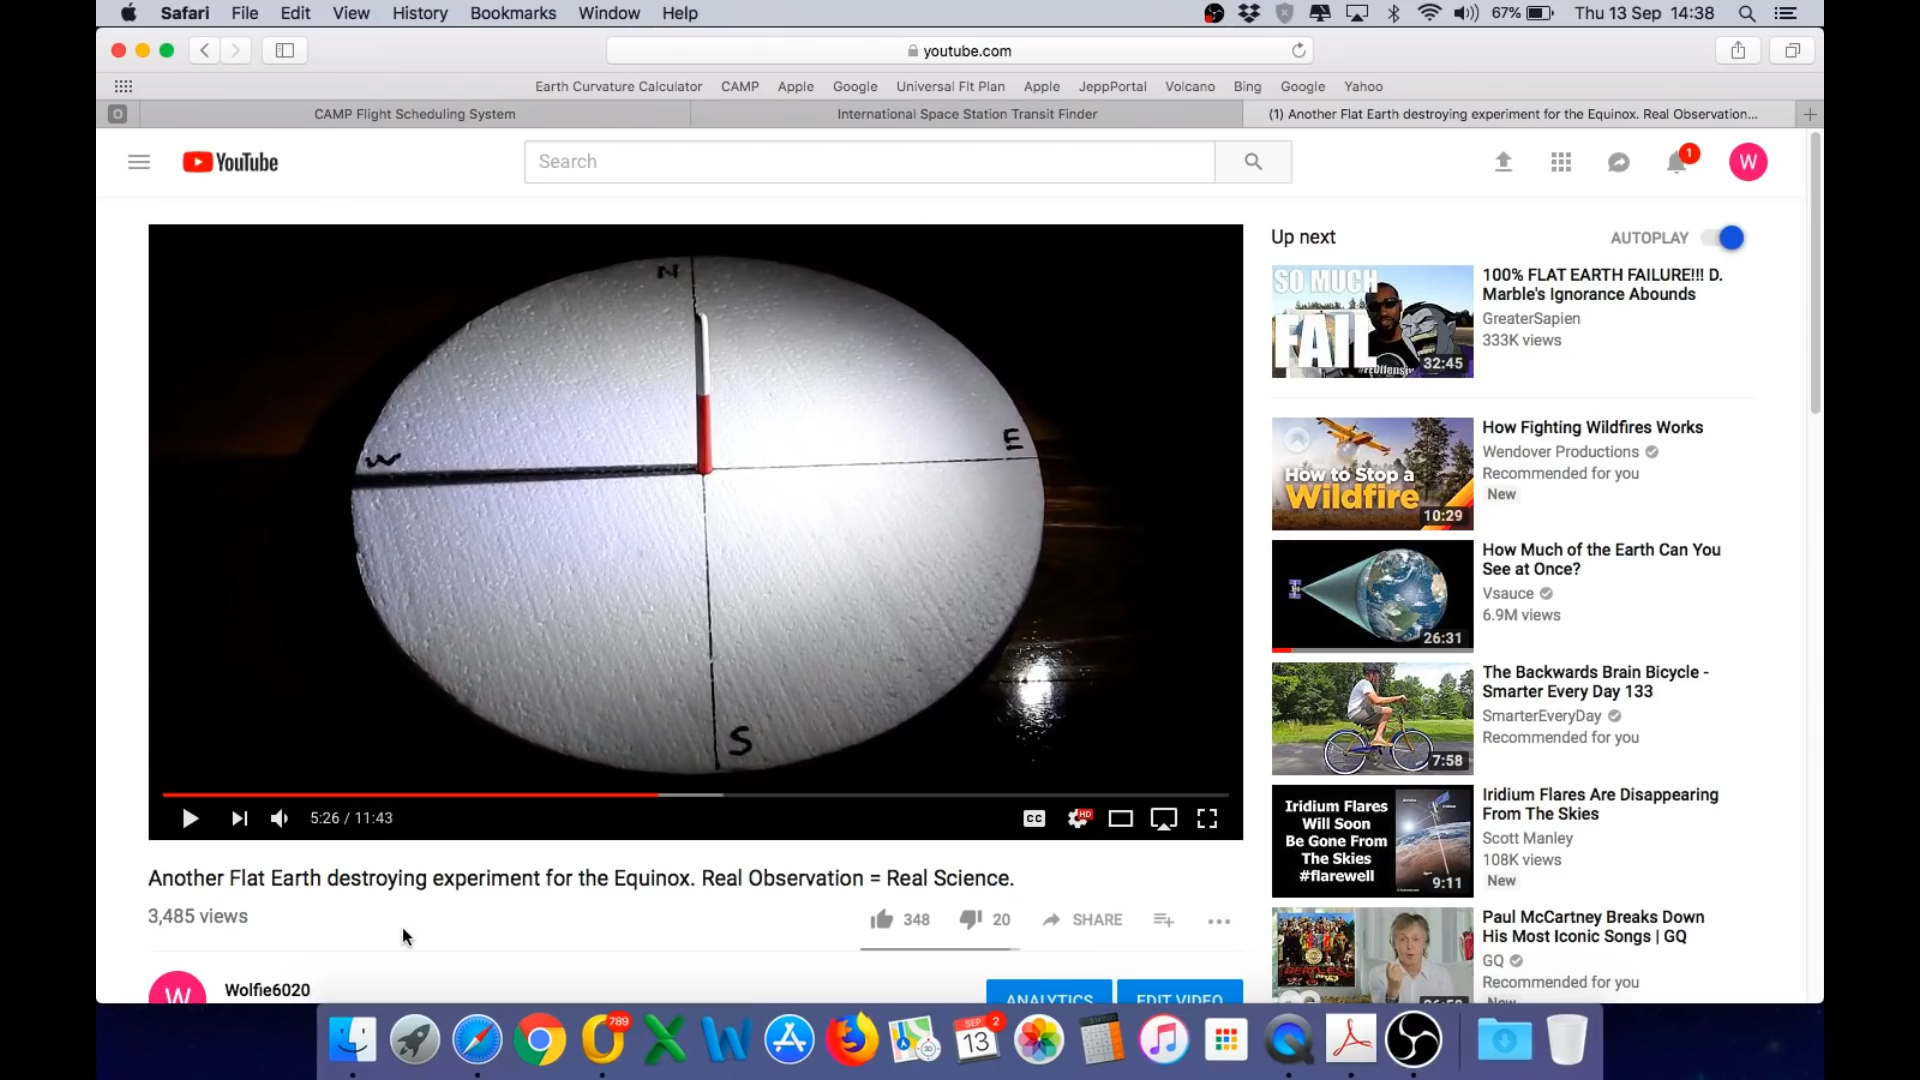 Safari File Edit View History Bookmarks Window Help 67% Thu 13 Sep 14:38
youtube.com
Earth Curvature Calculator CAMP Apple Google Universal Flt Plan Apple JeppPortal Volcano Bing Google Yahoo
O CAMP Flight Scheduling System International Space Station Transit Finder (1) Another Flat Earth destroying experiment for the Equinox. Real Observation... +
YouTube Search 1 W
N
W
E
S
5:26 / 11:43 CC HD
Another Flat Earth destroying experiment for the Equinox. Real Observation = Real Science.
3,485 views
348 20 SHARE
W Wolfie6020
ANALYTICS EDIT VIDEO
Up next AUTOPLAY
SO MUCH
FAIL
32:45
100% FLAT EARTH FAILURE!!! D.
Marble's Ignorance Abounds
GreaterSapien
333K views
How to Stop a
Wildfire
10:29
How Fighting Wildfires Works
Wendover Productions
Recommended for you
New
26:31
How Much of the Earth Can You
See at Once?
Vsauce
6.9M views
7:58
The Backwards Brain Bicycle -
Smarter Every Day 133
SmarterEveryDay
Recommended for you
Iridium Flares
Will Soon
Be Gone From
The Skies
#flarewell
9:11
Iridium Flares Are Disappearing
From The Skies
Scott Manley
108K views
New
BEATLES
Paul McCartney Breaks Down
His Most Iconic Songs | GQ
GQ
Recommended for you
New
789
SEP 2
13